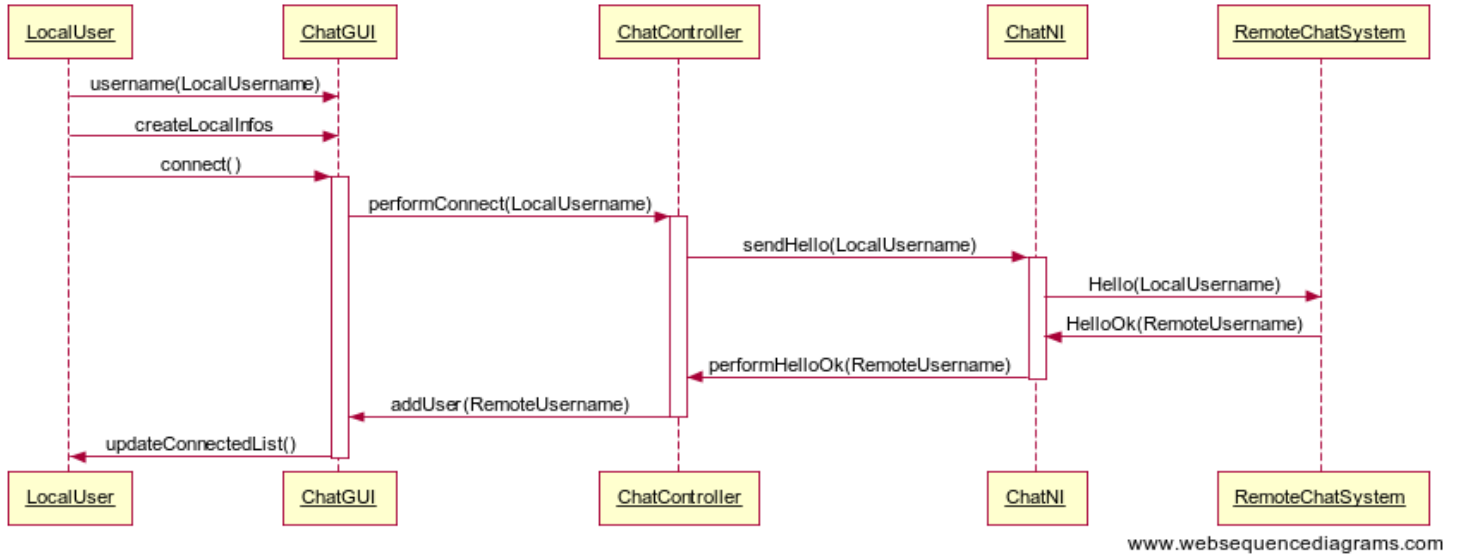 LocalUser ChatGUI ChatController ChatNI RemoteChatSystem
username(LocalUsername)
createLocalInfos
connect()
performConnect(LocalUsername)
sendHello(LocalUsername)
Hello(LocalUsername)
HelloOk(RemoteUsername)
performHelloOk(RemoteUsername)
addUser(RemoteUsername)
updateConnectedList()
LocalUser ChatGUI ChatController ChatNI RemoteChatSystem
www.websequencediagrams.com